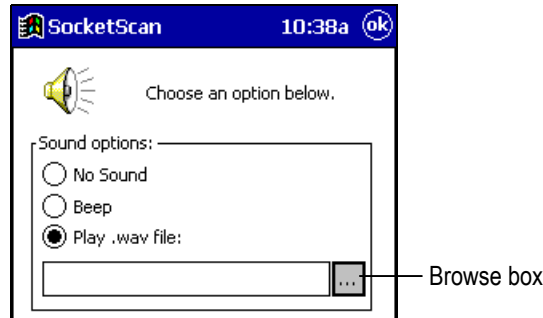 SocketScan 10:38a ok
Choose an option below.
Sound options:
No Sound
Beep
Play .wav file:
... Browse box